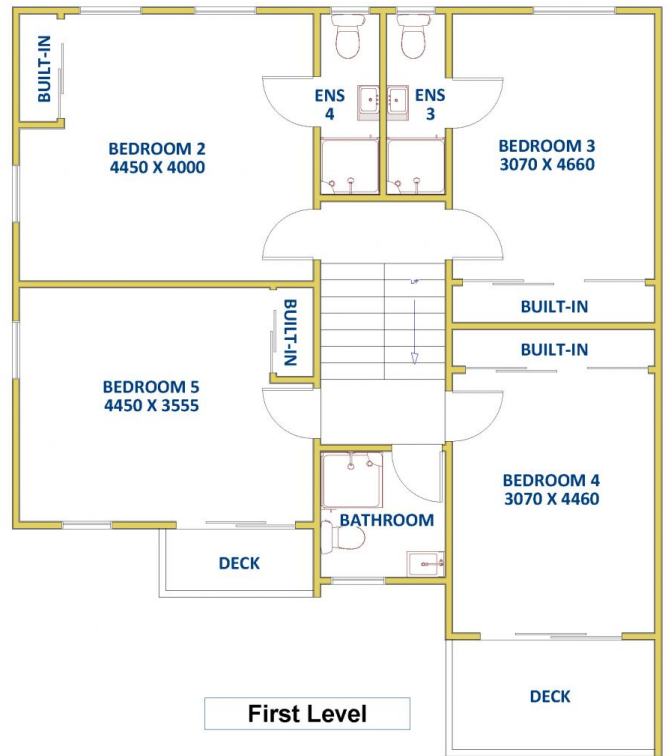 BUILT-IN
BEDROOM 2
4450 X 4000
ENS
4
ENS
3
BEDROOM 3
3070 X 4660
BUILT-IN
BUILT-IN
BUILT-IN
BEDROOM 5
4450 X 3555
BEDROOM 4
3070 X 4460
BATHROOM
DECK
DECK
First Level